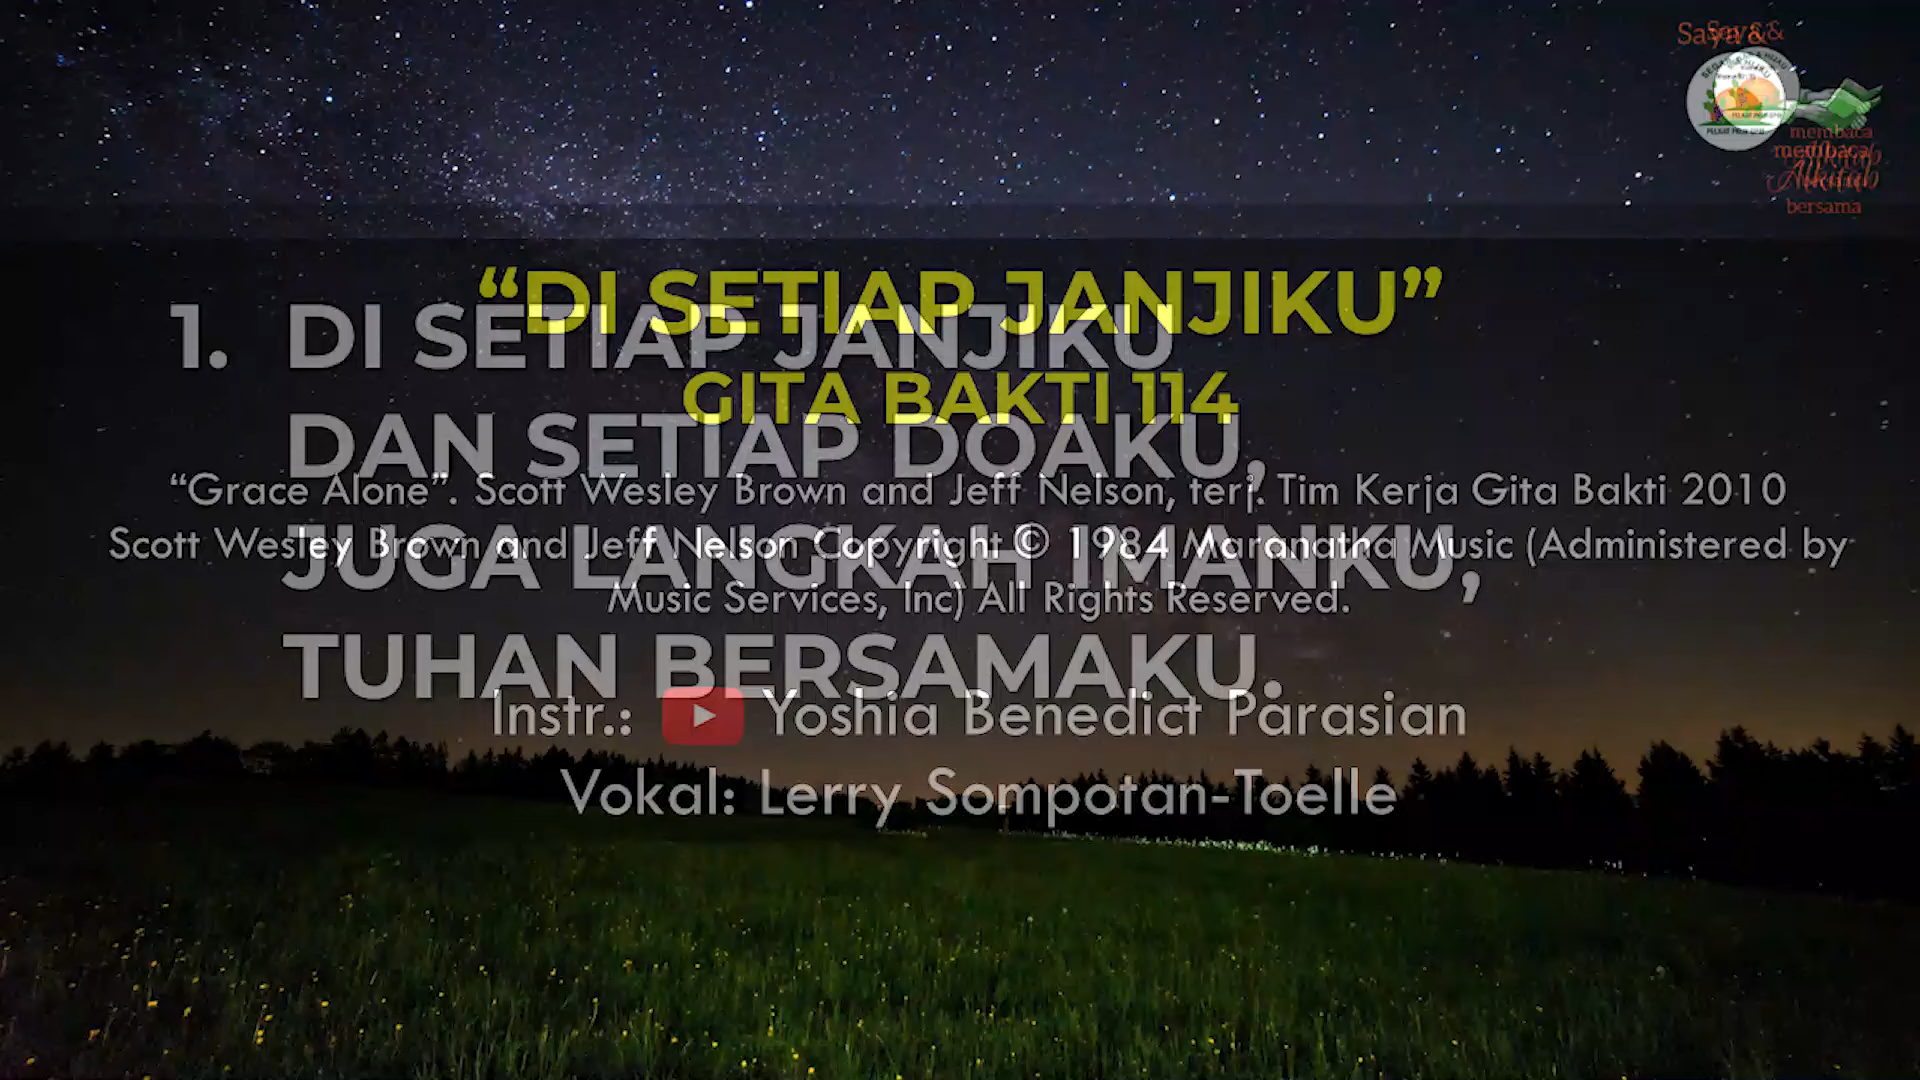 Saya &
Saya &
membaca
membaca
Alkitab
bersama
“DI SETIAP JANJIKU”
GITA BAKTI 114
“Grace Alone”. Scott Wesley Brown and Jeff Nelson, terj. Tim Kerja Gita Bakti 2010
Scott Wesley Brown and Jeff Nelson Copyright © 1984 Maranatha Music (Administered by
Music Services, Inc) All Rights Reserved.
Instr.: Yoshia Benedict Parasian
Vokal: Lerry Sompotan-Toelle
1. DI SETIAP JANJIKU
DAN SETIAP DOAKU,
JUGA LANGKAH IMANKU,
TUHAN BERSAMAKU.